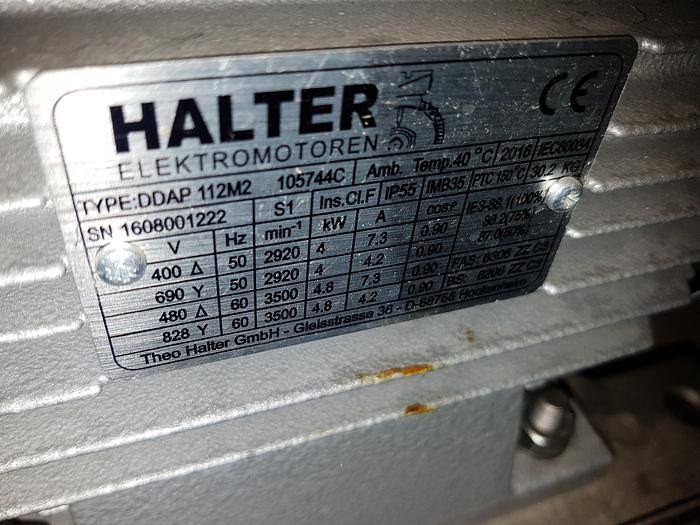 HALTER
CE
ELEKTROMOTOREN
TYPE:DDAP 112M2 105744C Amb. Temp.40 °C 2016 IEC60034
SN 1608001222 S1 Ins.Cl.F IP55 IMB35 PTC 150°C 30.2 KG
V Hz min⁻¹ kW A cosφ IE3-88.1(100%)
400 Δ 50 2920 4 7.3 0.90 88.2(75%)
690 Y 50 2920 4 4.2 0.90 87.0(50%)
480 Δ 60 3500 4.8 7.3 0.90 FAS: 6306 ZZ C3
828 Y 60 3500 4.8 4.2 0.90 BS: 6206 ZZ C3
Theo Halter GmbH - Gleisstrasse 36 - D-68766 Hockenheim